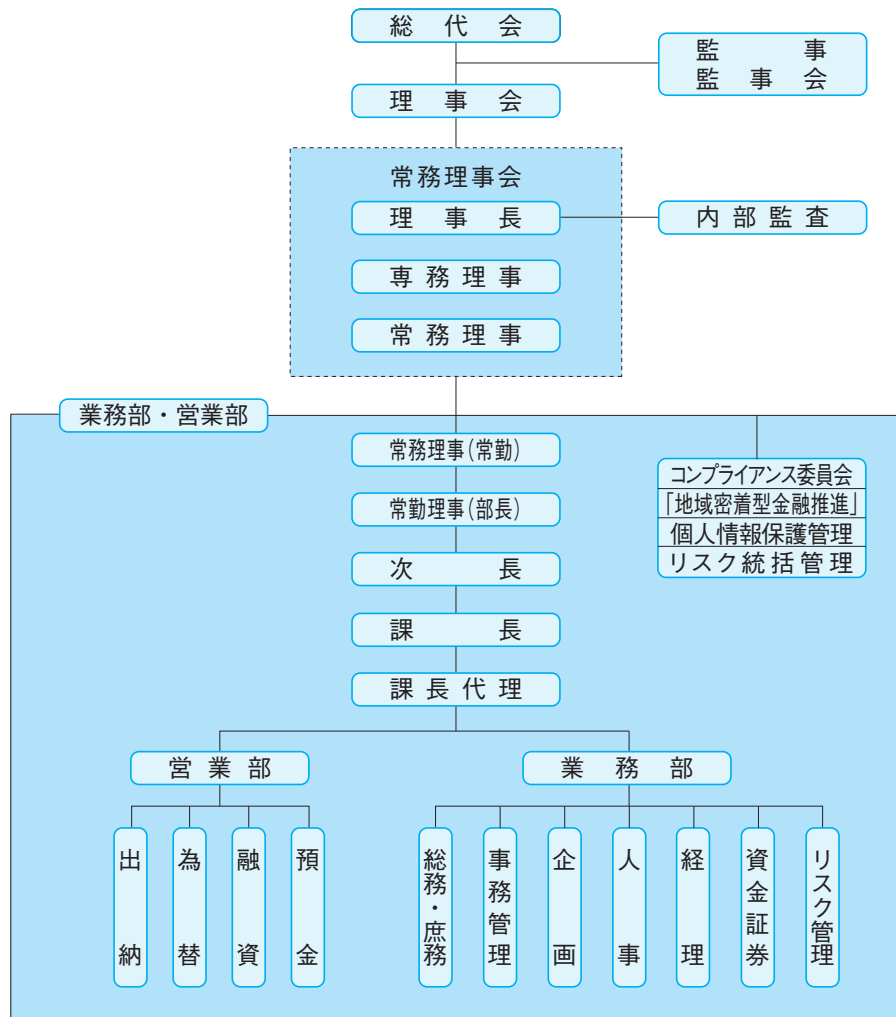 総代会
監事
監事会
理事会
常務理事会
理事長
内部監査
専務理事
常務理事
業務部・営業部
常務理事(常勤)
コンプライアンス委員会
「地域密着型金融推進」
個人情報保護管理
リスク統括管理
常勤理事(部長)
次長
課長
課長代理
営業部
業務部
出納
為替
融資
預金
総務・庶務
事務管理
企画
人事
経理
資金証券
リスク管理